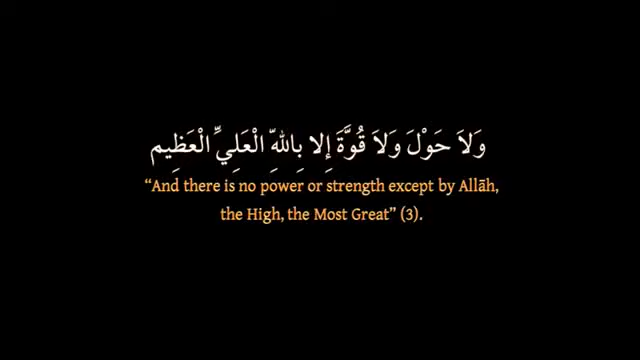 وَلاَ حَوْلَ وَلاَ قُوَّةَ إِلا بِاللهِّ الْعَلِيِّ الْعَظِيم
“And there is no power or strength except by Allāh,
the High, the Most Great” (3).